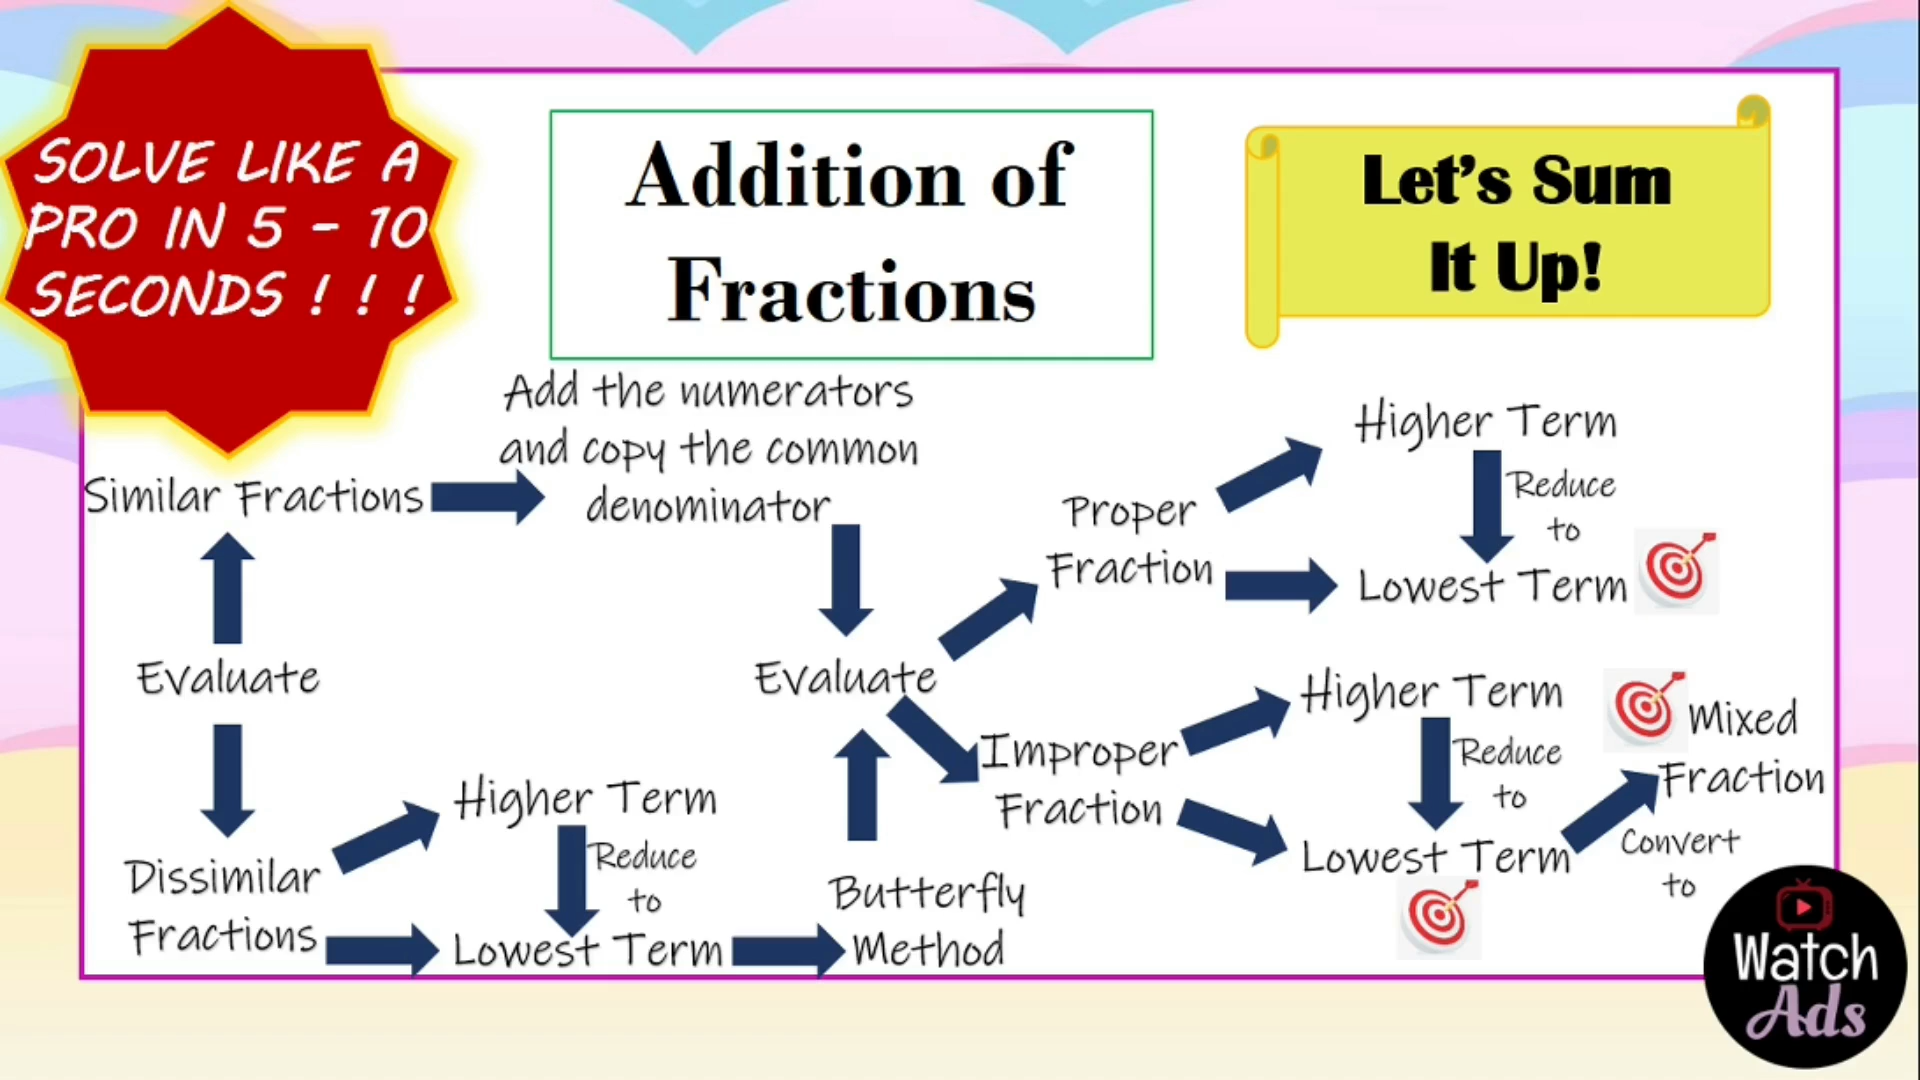 SOLVE LIKE A
PRO IN 5 - 10
SECONDS ! ! !
Addition of
Fractions
Let's Sum
It Up!
Add the numerators
and copy the common
denominator
Similar Fractions
Evaluate
Dissimilar
Fractions
Higher Term
Reduce
to
Lowest Term
Butterfly
Method
Evaluate
Proper
Fraction
Higher Term
Reduce
to
Lowest Term
Improper
Fraction
Higher Term
Reduce
to
Lowest Term
Mixed
Fraction
Convert
to
Watch
Ads